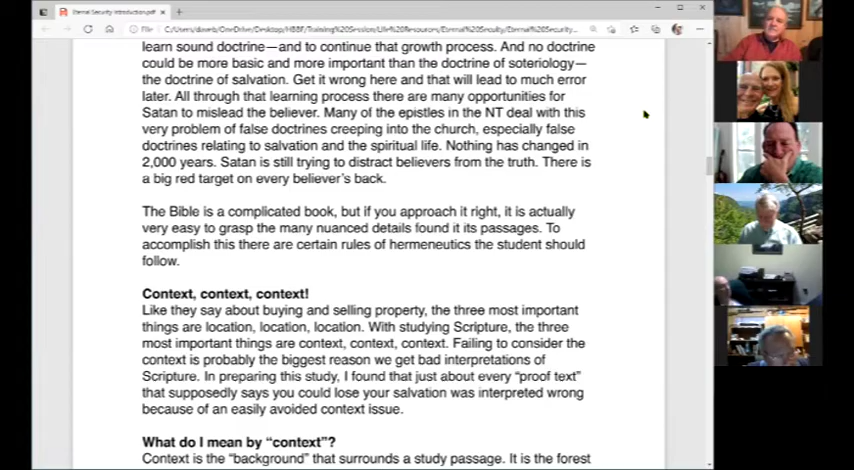 Eternal Security Introduction.pdf
learn sound doctrine—and to continue that growth process. And no doctrine
could be more basic and more important than the doctrine of soteriology—
the doctrine of salvation. Get it wrong here and that will lead to much error
later. All through that learning process there are many opportunities for
Satan to mislead the believer. Many of the epistles in the NT deal with this
very problem of false doctrines creeping into the church, especially false
doctrines relating to salvation and the spiritual life. Nothing has changed in
2,000 years. Satan is still trying to distract believers from the truth. There is
a big red target on every believer's back.
The Bible is a complicated book, but if you approach it right, it is actually
very easy to grasp the many nuanced details found it its passages. To
accomplish this there are certain rules of hermeneutics the student should
follow.
Context, context, context!
Like they say about buying and selling property, the three most important
things are location, location, location. With studying Scripture, the three
most important things are context, context, context. Failing to consider the
context is probably the biggest reason we get bad interpretations of
Scripture. In preparing this study, I found that just about every “proof text”
that supposedly says you could lose your salvation was interpreted wrong
because of an easily avoided context issue.
What do I mean by “context”?
Context is the “background” that surrounds a study passage. It is the forest